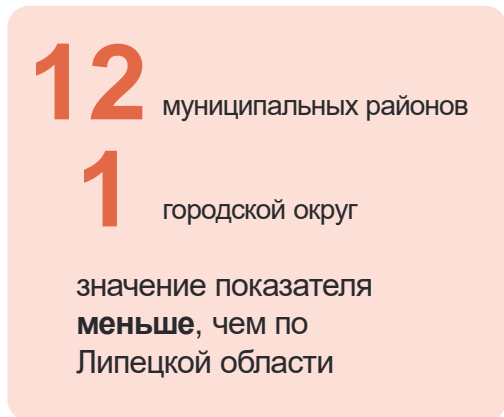 12 муниципальных районов
1 городской округ
значение показателя
меньше, чем по
Липецкой области